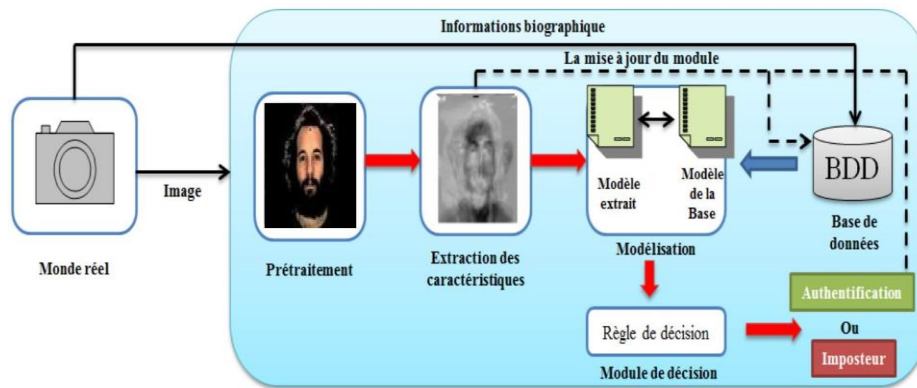 Informations biographique
La mise à jour du module
Image
Monde réel
Prétraitement
Extraction des
caractéristiques
Modèle
extrait
Modèle
de la
Base
Modélisation
BDD
Base de
données
Règle de décision
Module de décision
Authentification
Ou
Imposteur